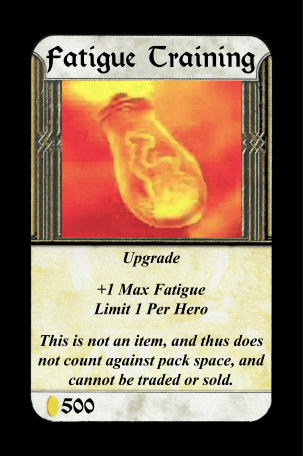 Fatigue Training
Upgrade
+1 Max Fatigue
Limit 1 Per Hero
This is not an item, and thus does
not count against pack space, and
cannot be traded or sold.
500